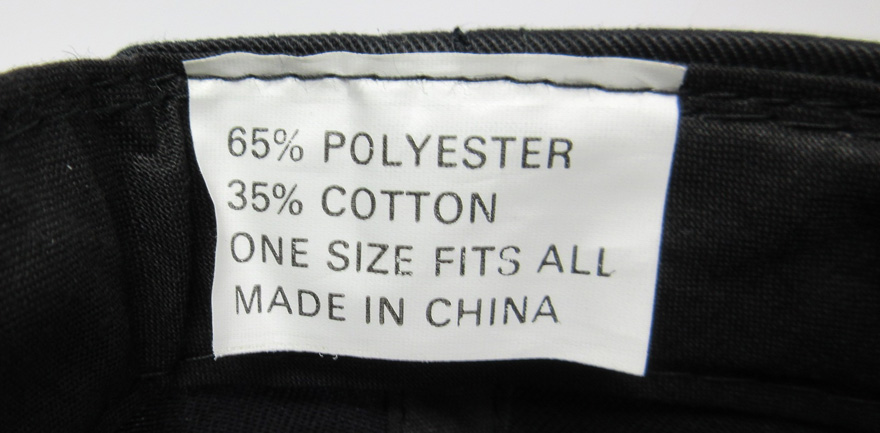 65% POLYESTER
35% COTTON
ONE SIZE FITS ALL
MADE IN CHINA